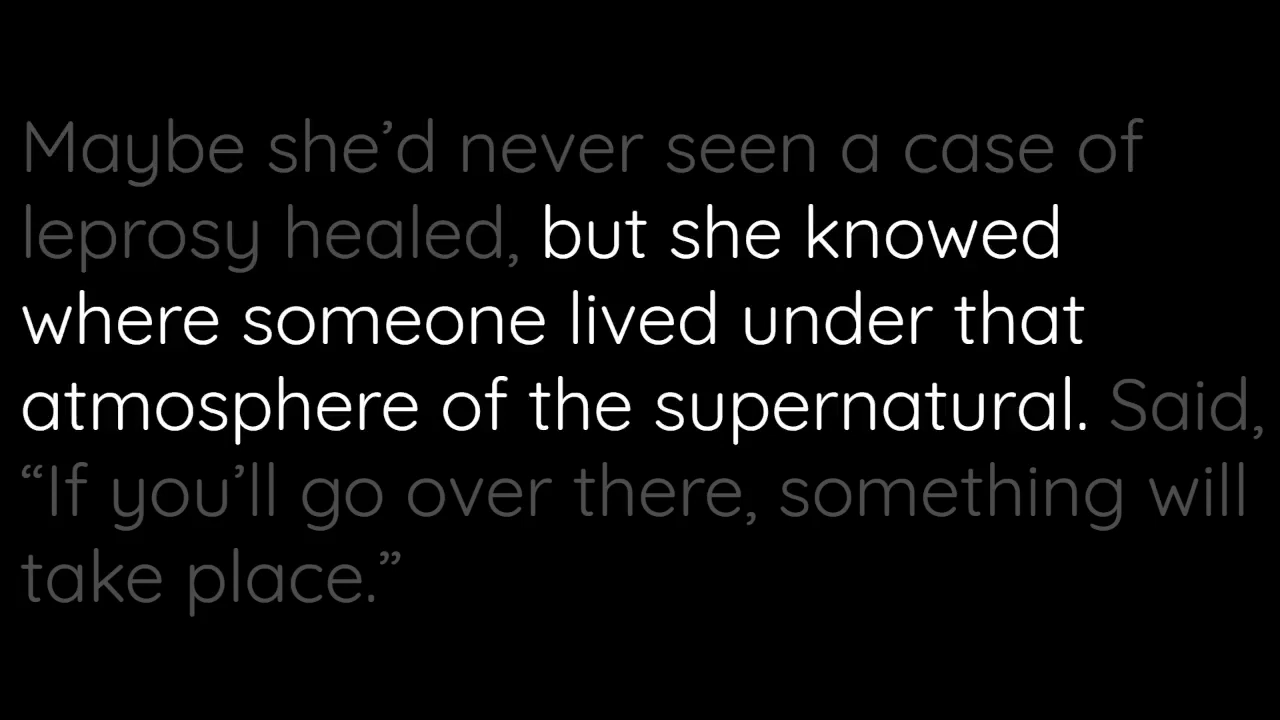 Maybe she’d never seen a case of
leprosy healed, but she knowed
where someone lived under that
atmosphere of the supernatural. Said,
“If you’ll go over there, something will
take place.”